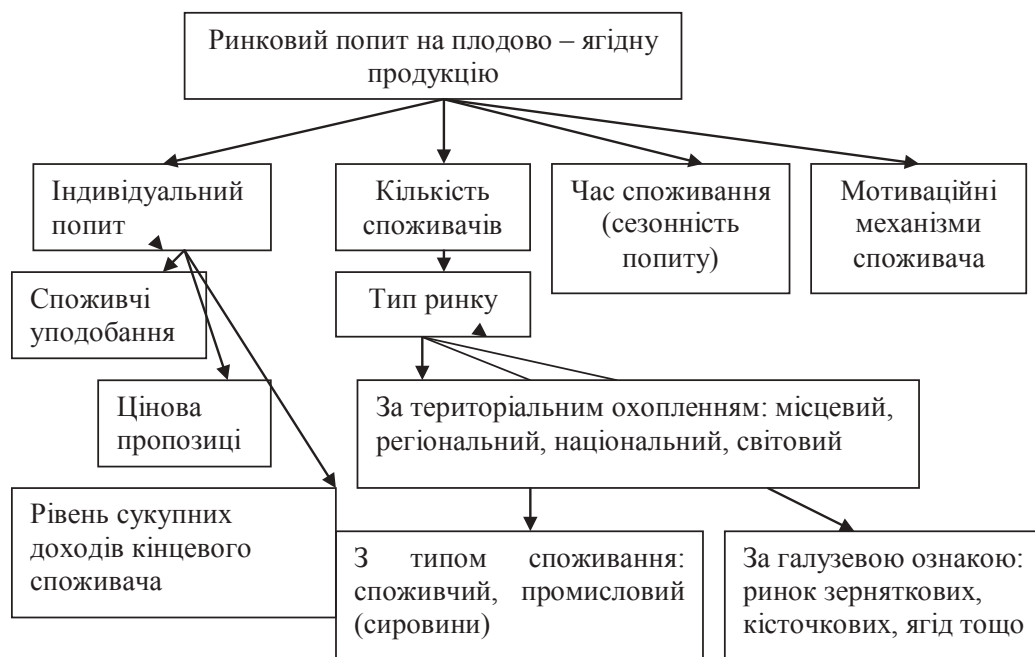 Ринковий попит на плодово – ягідну
продукцію
Індивідуальний
попит
Кількість
споживачів
Час споживання
(сезонність
попиту)
Мотиваційні
механізми
споживача
Споживчі
уподобання
Тип ринку
Цінова
пропозиці
За територіальним охопленням: місцевий,
регіональний, національний, світовий
Рівень сукупних
доходів кінцевого
споживача
З типом споживання:
споживчий, промисловий
(сировини)
За галузевою ознакою:
ринок зерняткових,
кісточкових, ягід тощо